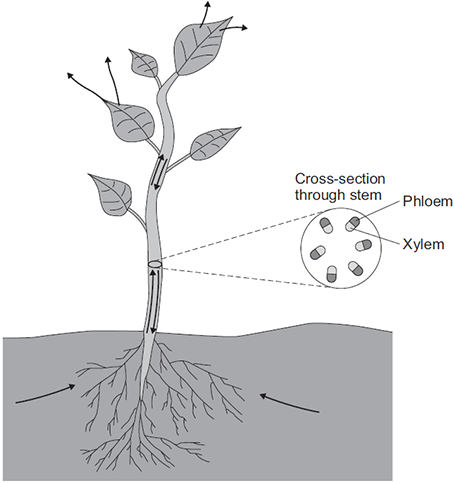 Cross-section
through stem
Phloem
Xylem